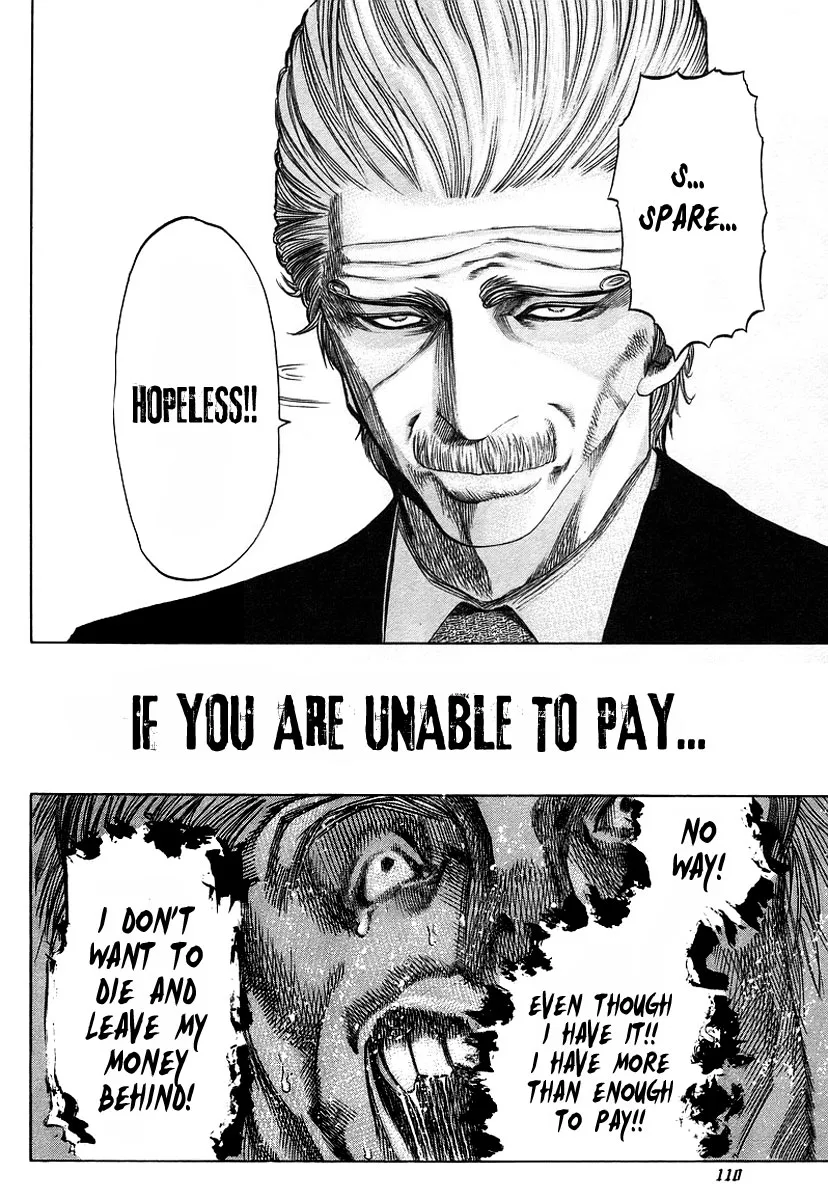 S...
SPARE...
HOPELESS!!
IF YOU ARE UNABLE TO PAY...
NO
WAY!
EVEN THOUGH
I HAVE IT!!
I HAVE MORE
THAN ENOUGH
TO PAY!!
I DON'T
WANT TO
DIE AND
LEAVE MY
MONEY
BEHIND!
110